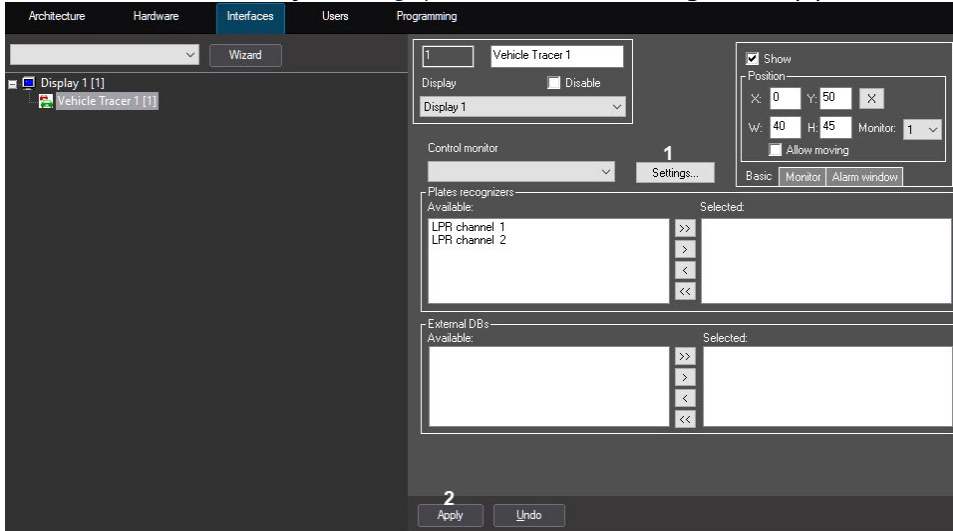 Architecture Hardware Interfaces Users Programming
Wizard
Display 1 [1]
Vehicle Tracer 1 [1]
1 Vehicle Tracer 1
Display Disable
Display 1
Show
Position
X: 0 Y: 50 X
W: 40 H: 45 Monitor: 1
Allow moving
Basic Monitor Alarm window
Control monitor
1
Settings...
Plates recognizers
Available: Selected:
LPR channel 1
LPR channel 2
>>
>
<
<<
External DBs
Available: Selected:
>>
>
<
<<
2
Apply Undo